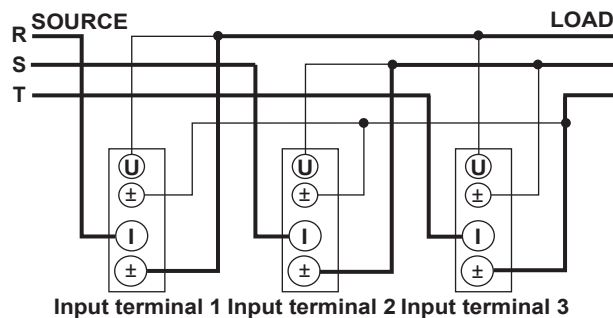 SOURCE LOAD
R
S
T
U U U
± ± ±
I I I
± ± ±
Input terminal 1 Input terminal 2 Input terminal 3